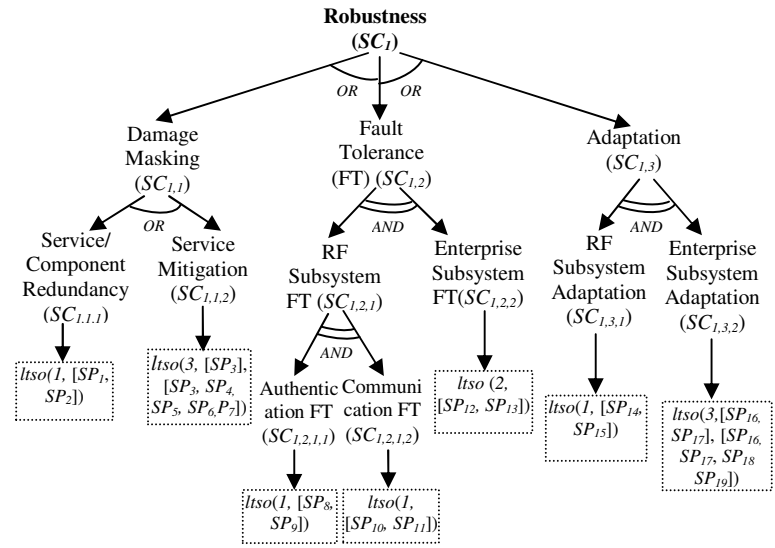 Robustness
(SC1)
OR OR
Damage
Masking
(SC1,1)
Fault
Tolerance
(FT) (SC1,2)
Adaptation
(SC1,3)
OR
AND
AND
Service/
Component
Redundancy
(SC1.1.1)
Service
Mitigation
(SC1,1,2)
RF
Subsystem
FT (SC1,2,1)
Enterprise
Subsystem
FT(SC1,2,2)
RF
Subsystem
Adaptation
(SC1,3,1)
Enterprise
Subsystem
Adaptation
(SC1,3,2)
AND
ltso(1, [SP1,
SP2])
ltso(3, [SP3],
[SP3, SP4,
SP5, SP6,P7])
Authentic
ation FT
(SC1,2,1,1)
Communi
cation FT
(SC1,2,1,2)
ltso (2,
[SP12, SP13])
ltso(1, [SP14,
SP15])
ltso(3,[SP16,
SP17], [SP16,
SP17, SP18
SP19])
ltso(1, [SP8,
SP9])
ltso(1,
[SP10, SP11])